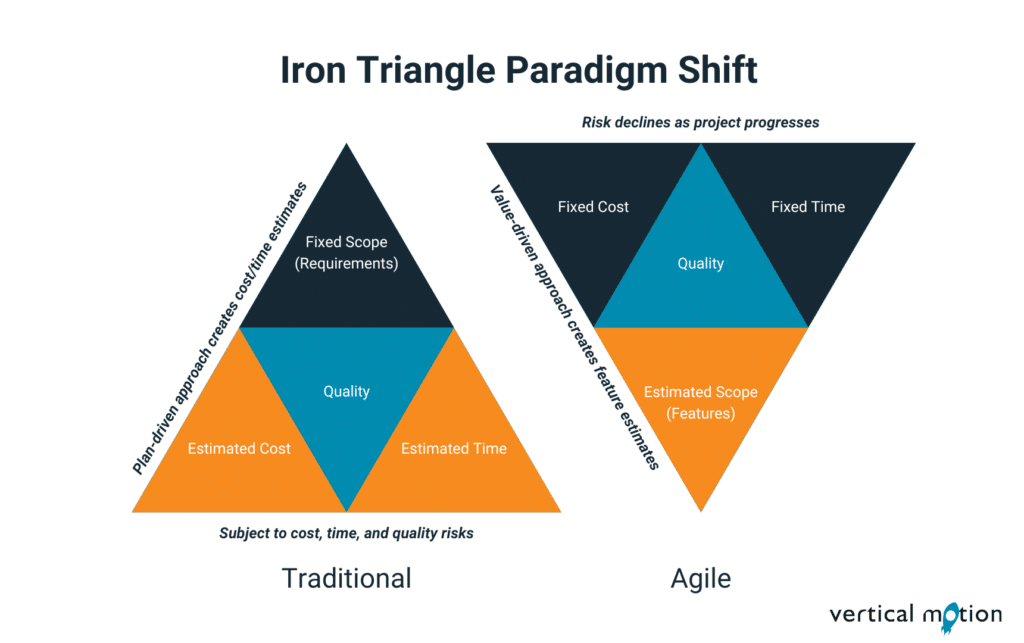 Iron Triangle Paradigm Shift
Risk declines as project progresses
Plan-driven approach creates cost/time estimates
Fixed Scope
(Requirements)
Quality
Estimated Cost
Estimated Time
Subject to cost, time, and quality risks
Traditional
Value-driven approach creates feature estimates
Fixed Cost
Fixed Time
Quality
Estimated Scope
(Features)
Agile
vertical motion